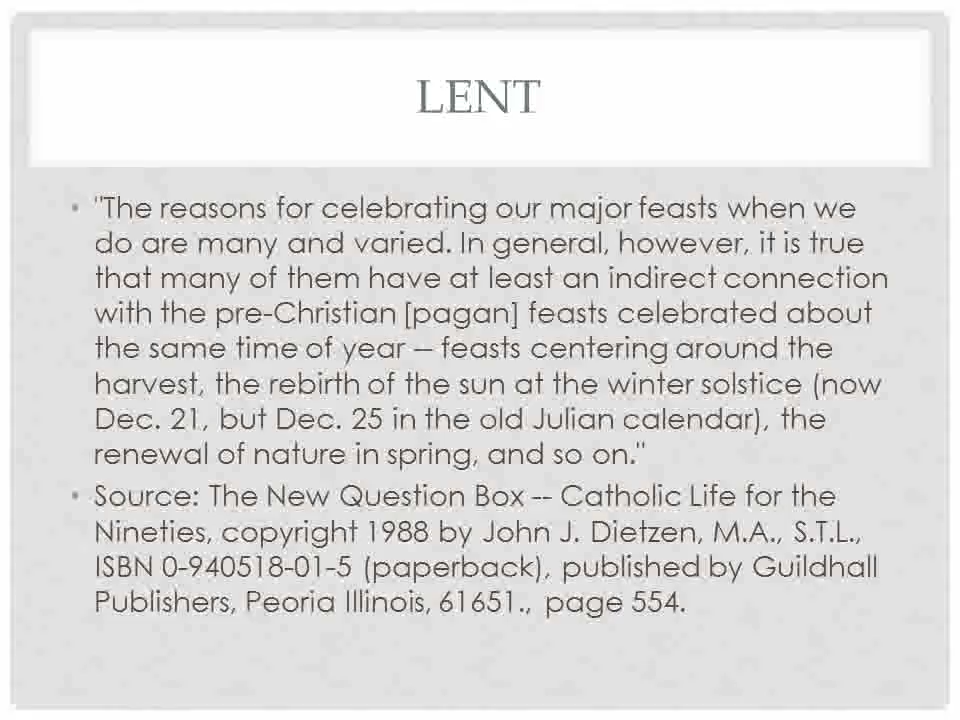 LENT
• "The reasons for celebrating our major feasts when we
do are many and varied. In general, however, it is true
that many of them have at least an indirect connection
with the pre-Christian [pagan] feasts celebrated about
the same time of year -- feasts centering around the
harvest, the rebirth of the sun at the winter solstice (now
Dec. 21, but Dec. 25 in the old Julian calendar), the
renewal of nature in spring, and so on."
• Source: The New Question Box -- Catholic Life for the
Nineties, copyright 1988 by John J. Dietzen, M.A., S.T.L.,
ISBN 0-940518-01-5 (paperback), published by Guildhall
Publishers, Peoria Illinois, 61651., page 554.